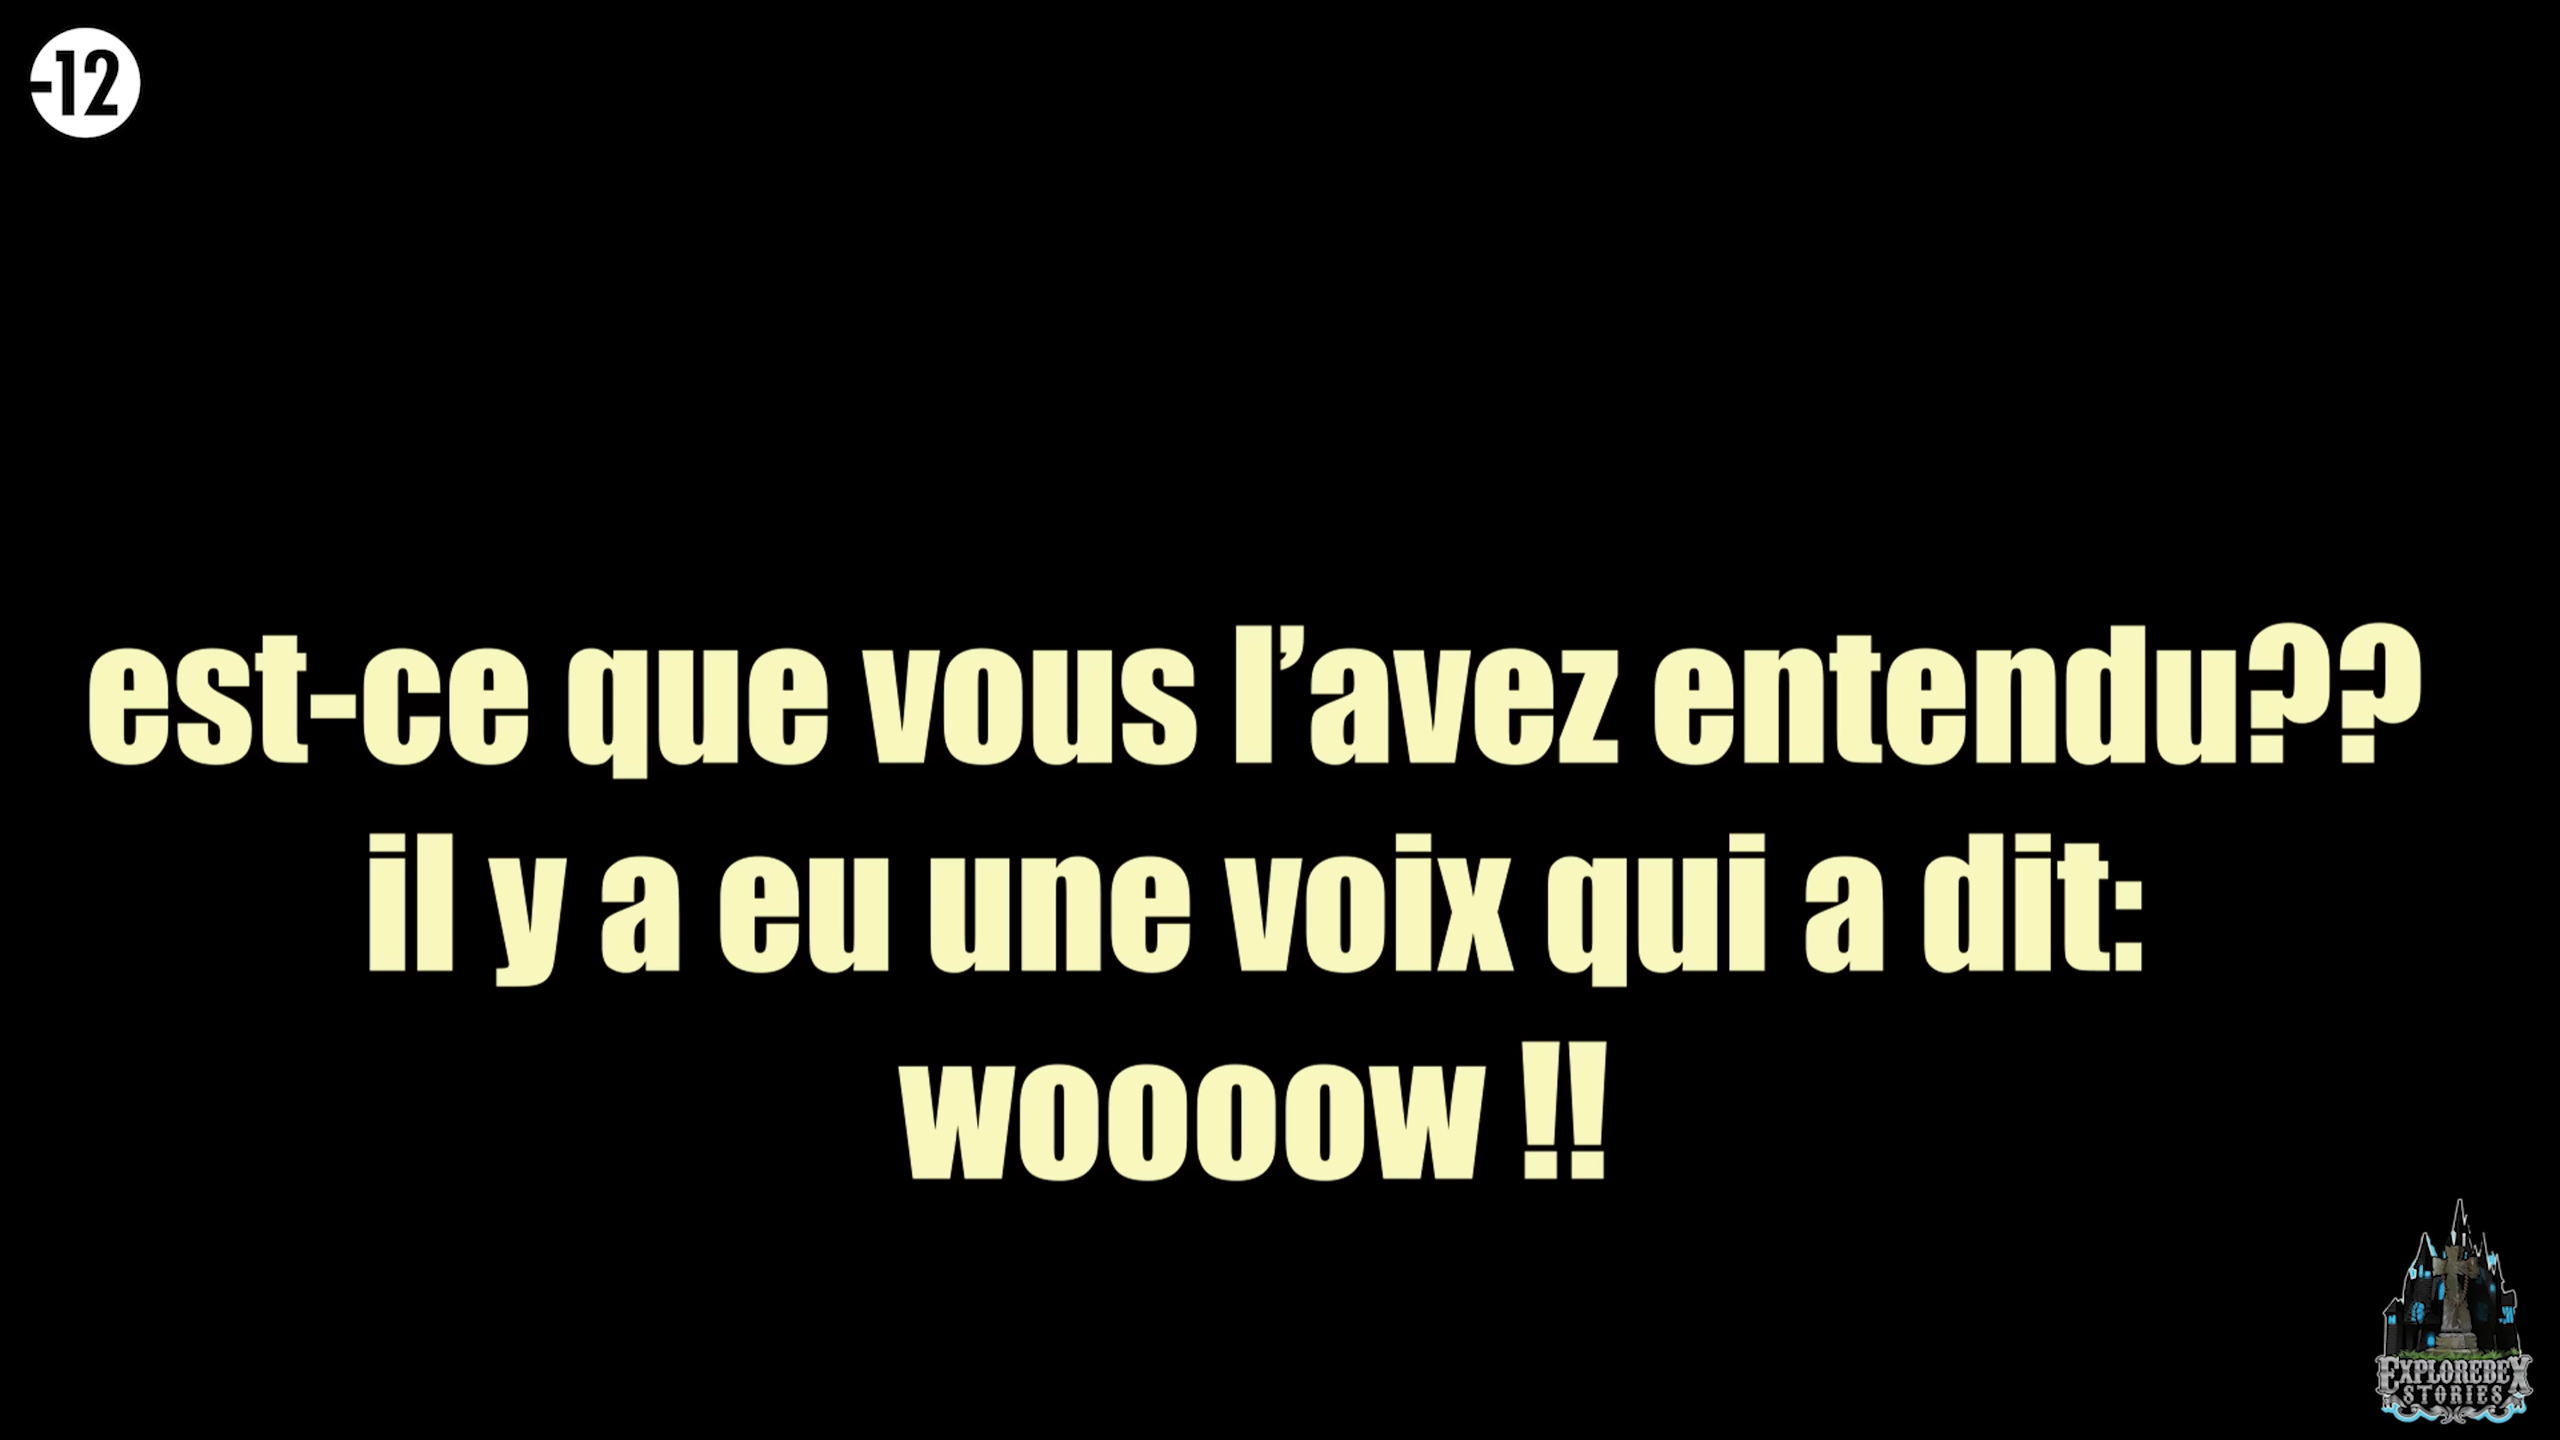 -12
est-ce que vous l’avez entendu??
il y a eu une voix qui a dit:
woooow !!
EXPLOREBEX
STORIES